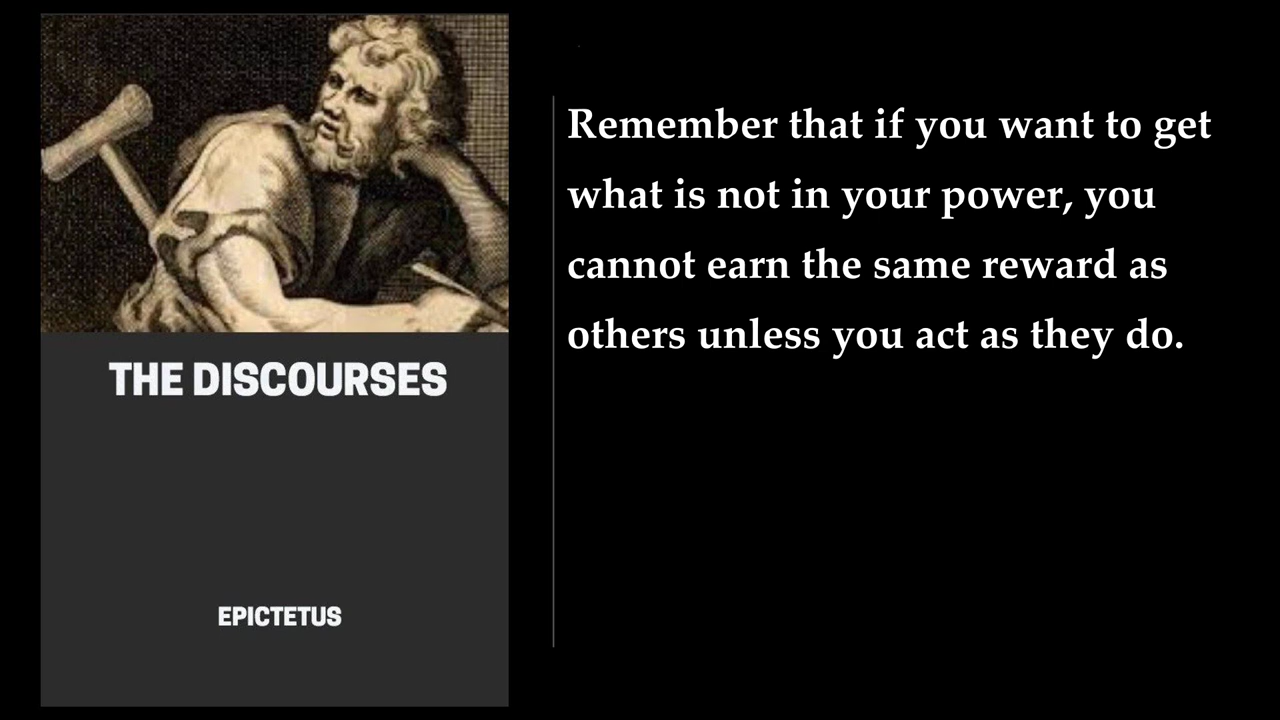 THE DISCOURSES
EPICTETUS
Remember that if you want to get
what is not in your power, you
cannot earn the same reward as
others unless you act as they do.